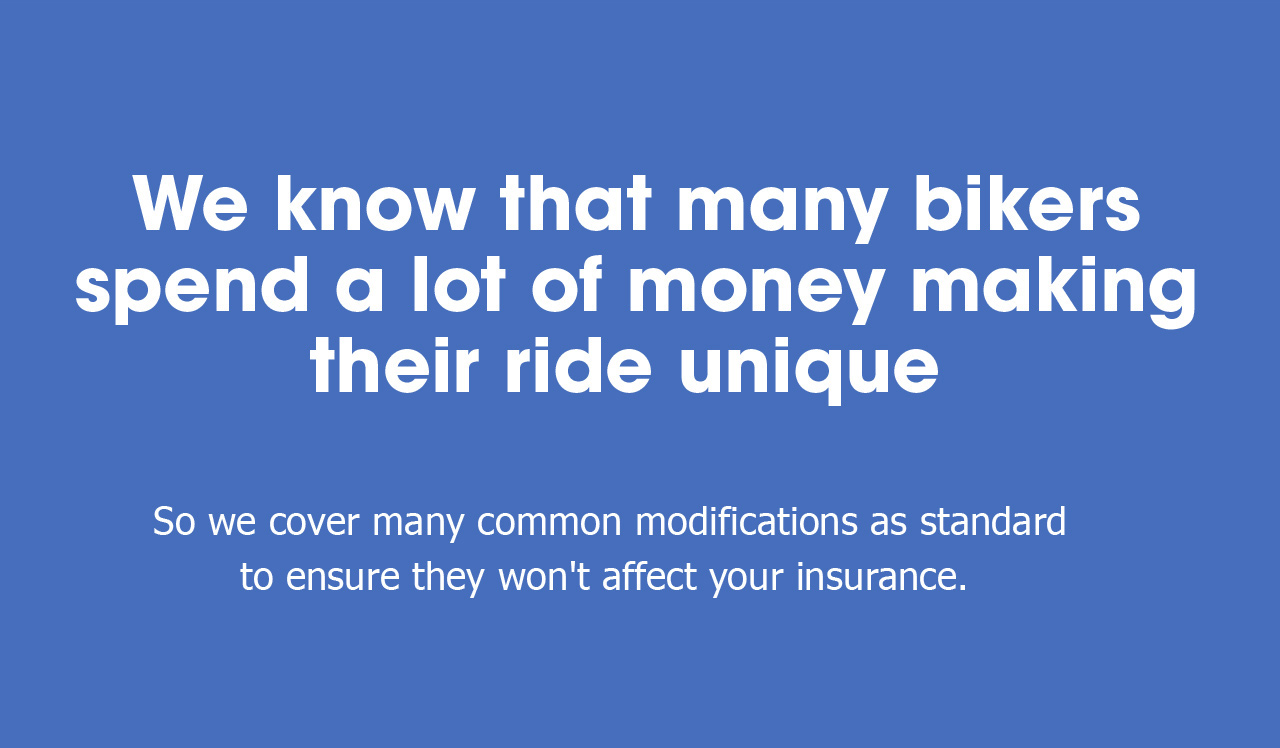 We know that many bikers
spend a lot of money making
their ride unique
So we cover many common modifications as standard
to ensure they won't affect your insurance.